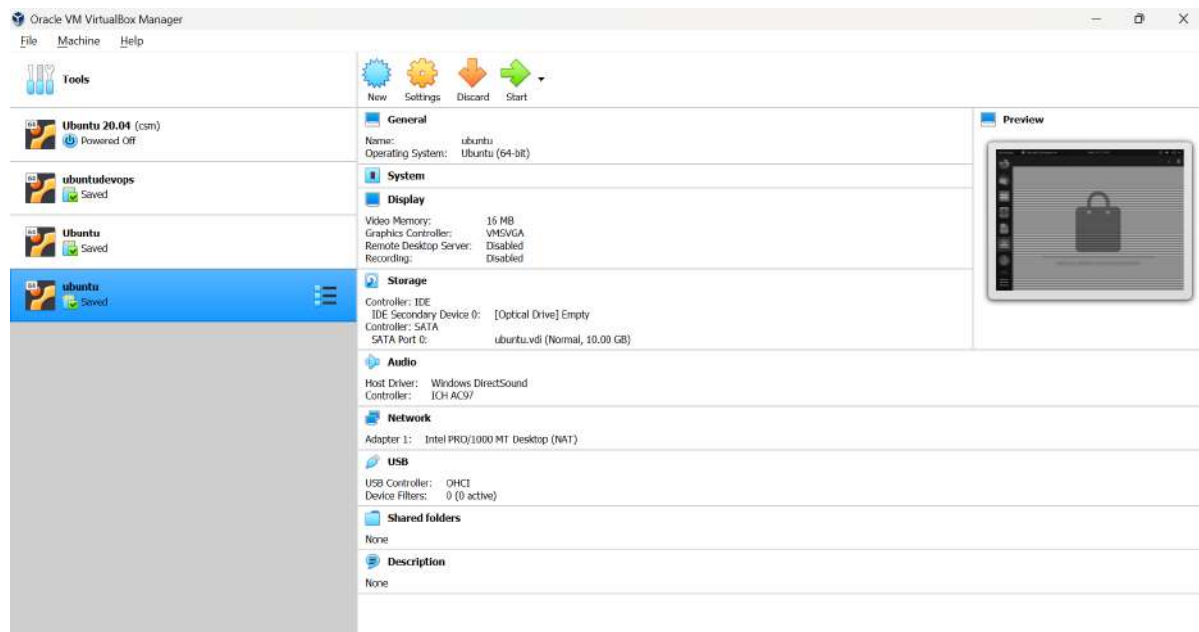 Oracle VM VirtualBox Manager
File Machine Help
Tools
New Settings Discard Start
Ubuntu 20.04 (csm)
Powered Off
ubuntudevops
Saved
Ubuntu
Saved
ubuntu
Saved
General
Name: ubuntu
Operating System: Ubuntu (64-bit)
System
Display
Video Memory: 16 MB
Graphics Controller: VMSVGA
Remote Desktop Server: Disabled
Recording: Disabled
Storage
Controller: IDE
IDE Secondary Device 0: [Optical Drive] Empty
Controller: SATA
SATA Port 0: ubuntu.vdi (Normal, 10.00 GB)
Audio
Host Driver: Windows DirectSound
Controller: ICH AC97
Network
Adapter 1: Intel PRO/1000 MT Desktop (NAT)
USB
USB Controller: OHCI
Device Filters: 0 (0 active)
Shared folders
None
Description
None
Preview